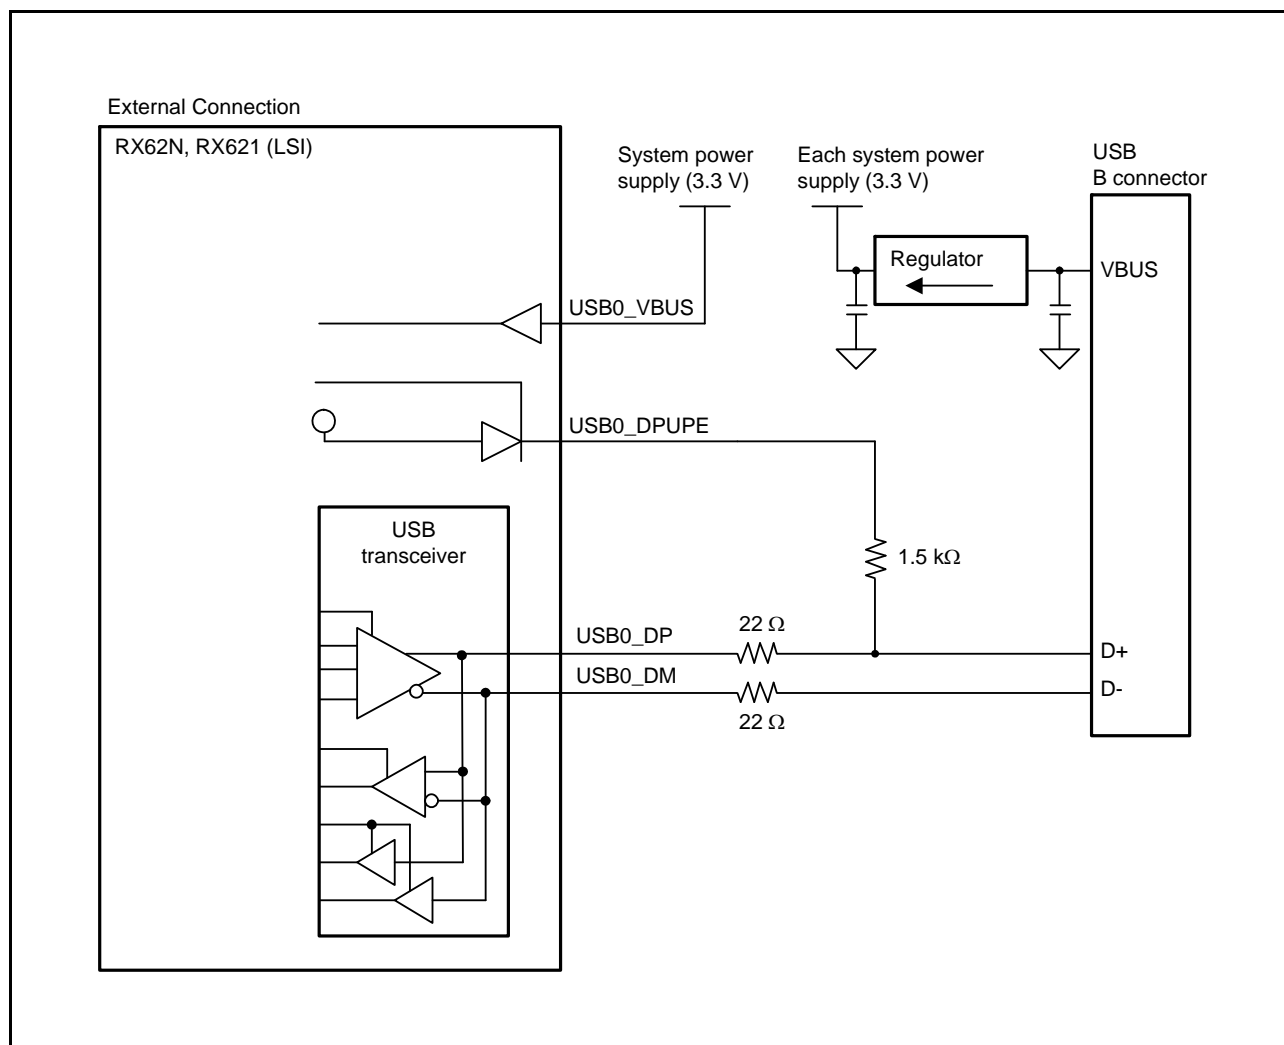 External Connection
RX62N, RX621 (LSI)
System power
supply (3.3 V)
Each system power
supply (3.3 V)
USB
B connector
Regulator
VBUS
USB0_VBUS
USB0_DPUPE
USB
transceiver
1.5 kΩ
USB0_DP
22 Ω
D+
USB0_DM
D-
22 Ω